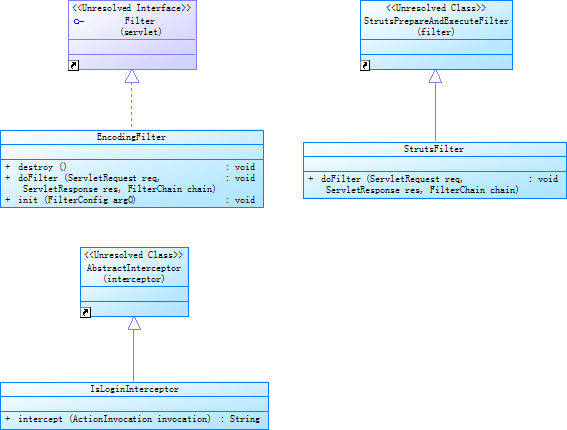 <<Unresolved Interface>>
Filter
(servlet)
<<Unresolved Class>>
StrutsPrepareAndExecuteFilter
(filter)
EncodingFilter
+ destroy () : void
+ doFilter (ServletRequest req, : void
ServletResponse res, FilterChain chain)
+ init (FilterConfig arg0) : void
StrutsFilter
+ doFilter (ServletRequest req, : void
ServletResponse res, FilterChain chain)
<<Unresolved Class>>
AbstractInterceptor
(interceptor)
IsLoginInterceptor
+ intercept (ActionInvocation invocation) : String